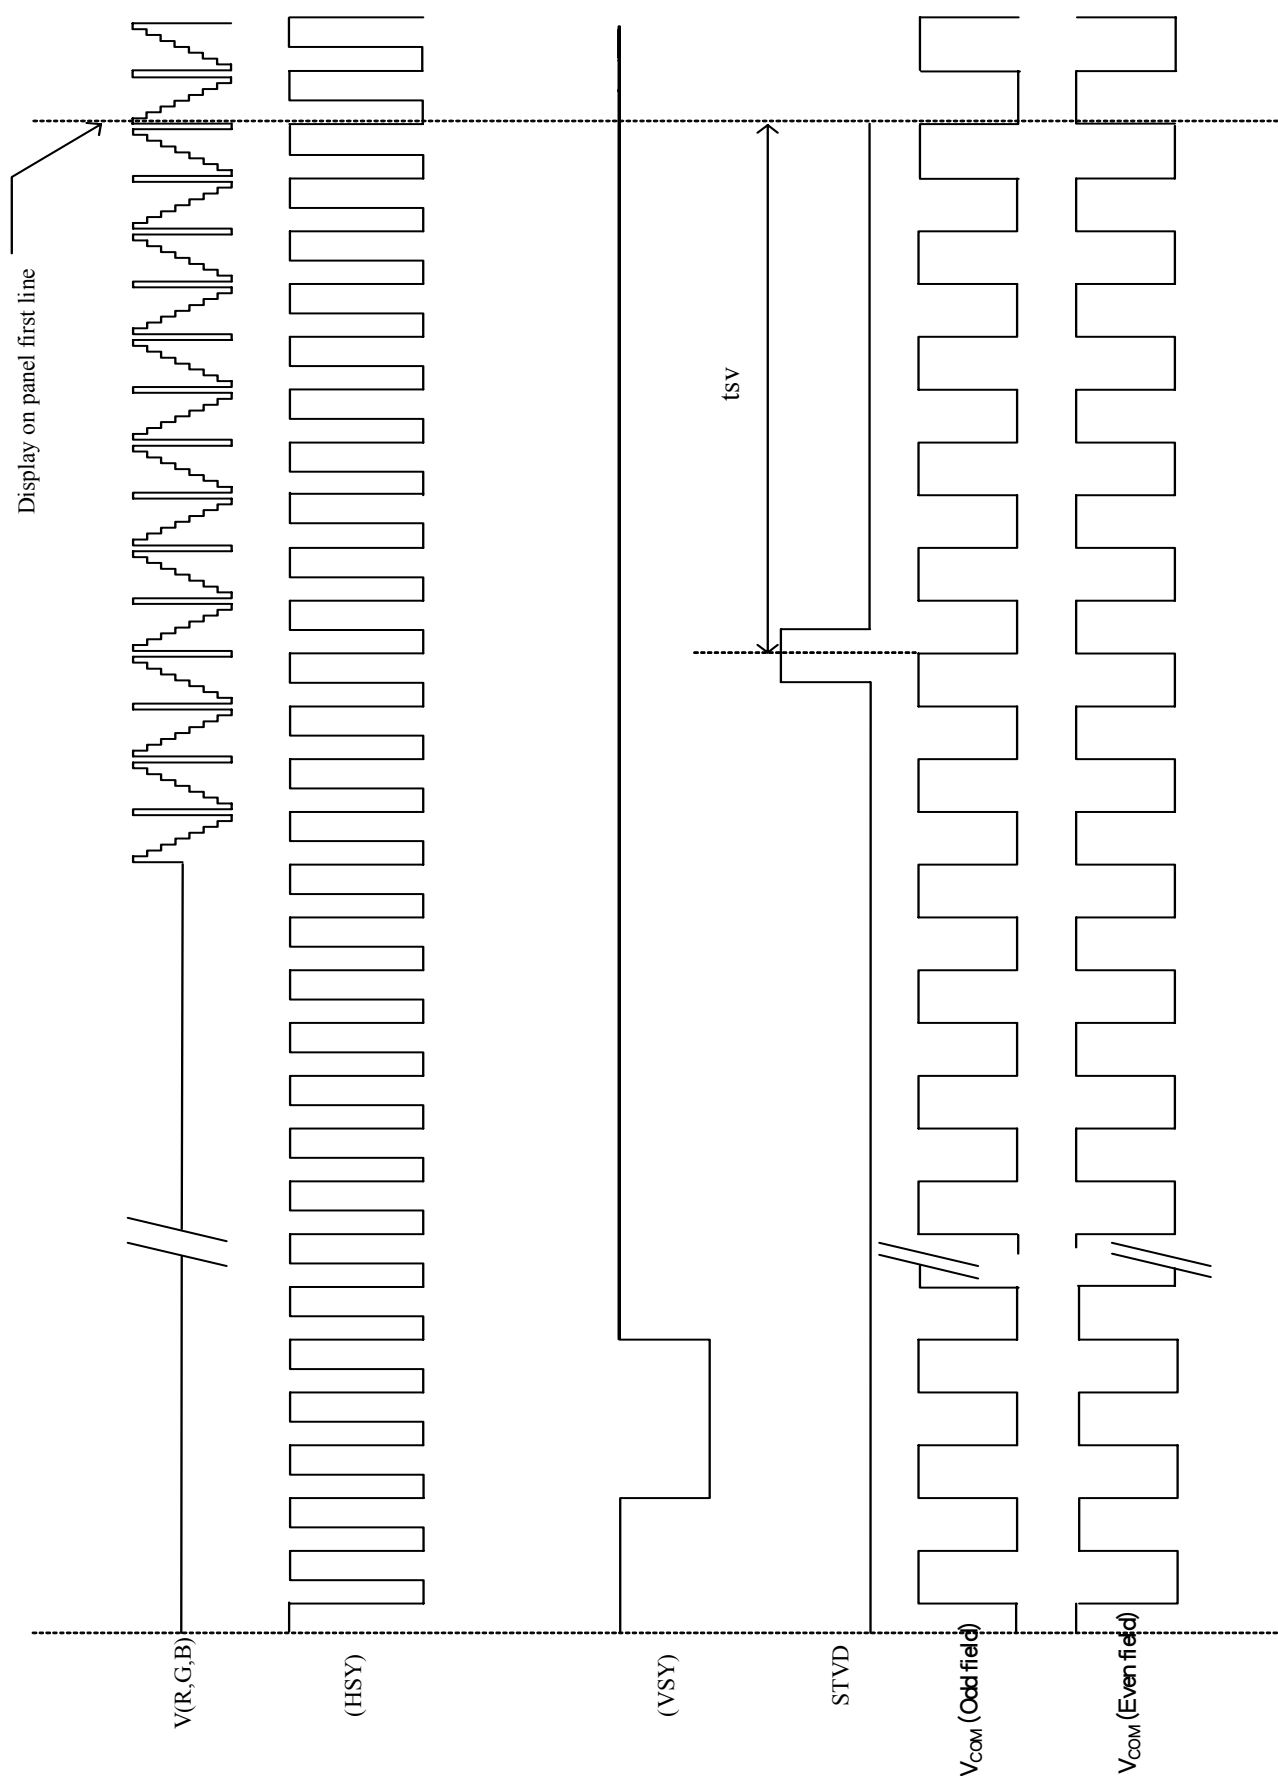 Display on panel first line
tsv
V(R,G,B)
(HSY)
(VSY)
STVD
VCOM (Odd field)
VCOM (Even field)